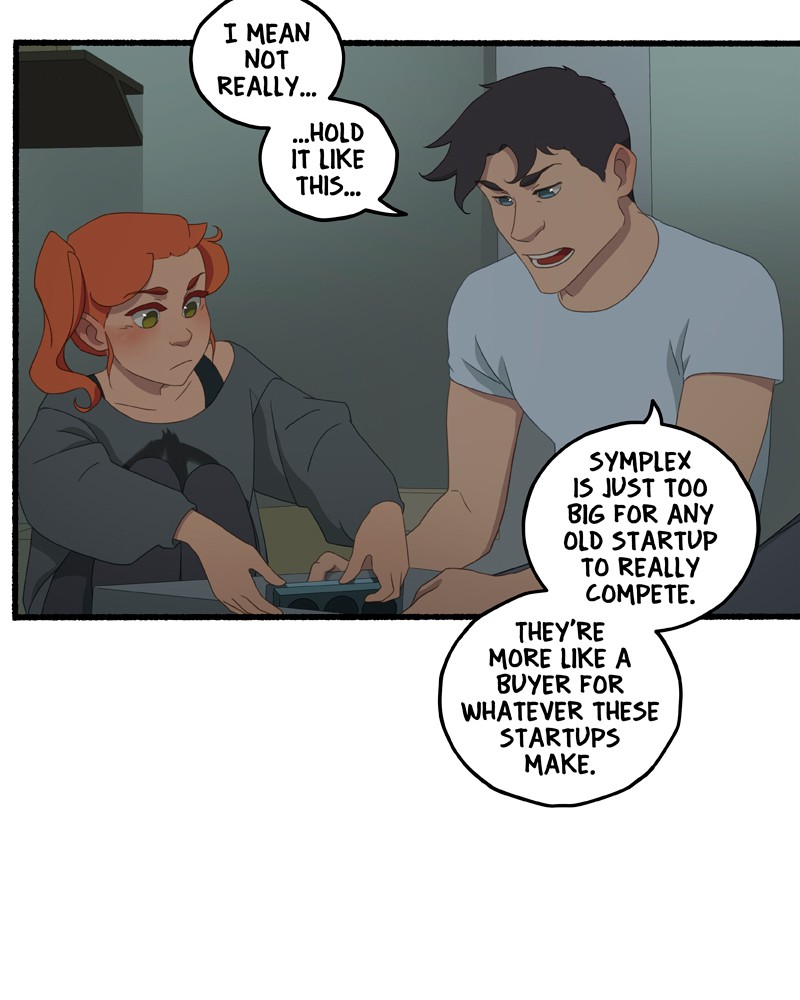 I MEAN
NOT
REALLY...
...HOLD
IT LIKE
THIS...
SYMPLEX
IS JUST TOO
BIG FOR ANY
OLD STARTUP
TO REALLY
COMPETE.
THEY'RE
MORE LIKE A
BUYER FOR
WHATEVER THESE
STARTUPS
MAKE.